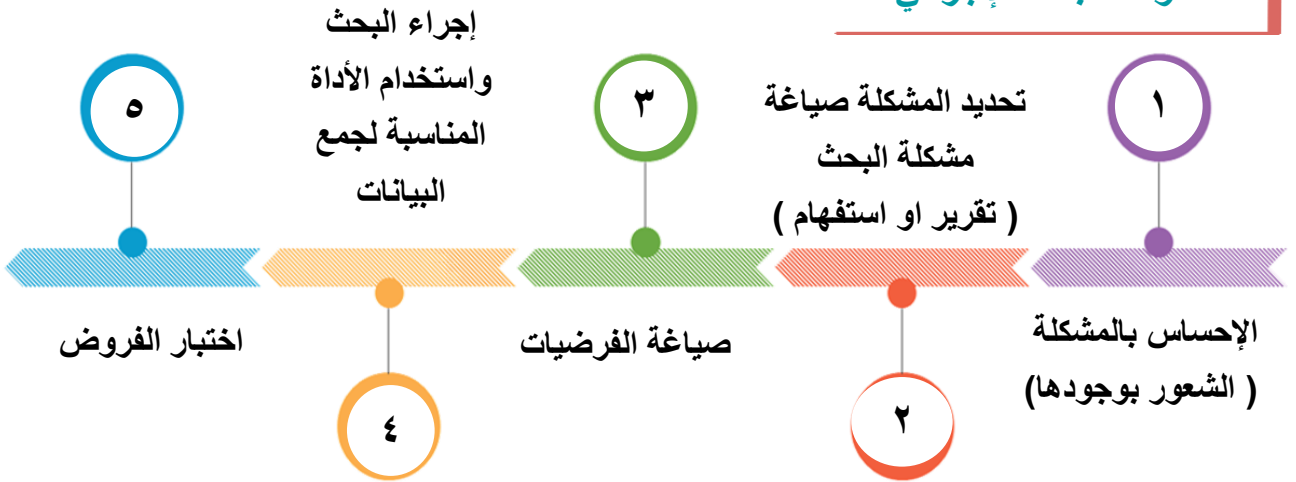 ١
الإحساس بالمشكلة
( الشعور بوجودها)
تحديد المشكلة صياغة
مشكلة البحث
( تقرير او استفهام )
٢
٣
صياغة الفرضيات
إجراء البحث
واستخدام الأداة
المناسبة لجمع
البيانات
٤
٥
اختبار الفروض